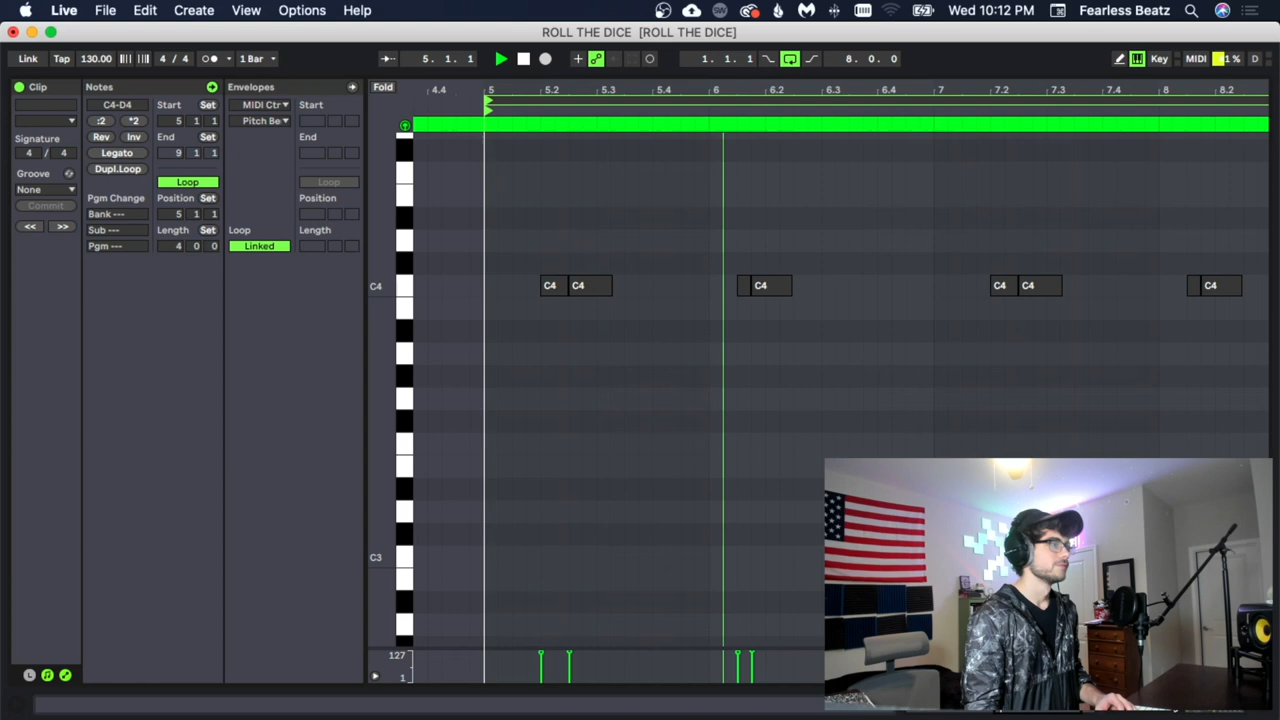 Live File Edit Create View Options Help Wed 10:12 PM Fearless Beatz
ROLL THE DICE [ROLL THE DICE]
Link Tap 130.00 4 / 4 1 Bar 5. 1. 1 1. 1. 1 8. 0. 0 Key MIDI D
Clip Notes Envelopes Fold 4.4 5 5.2 5.3 5.4 6 6.2 6.3 6.4 7 7.2 7.3 7.4 8 8.2
C4-D4 Start Set MIDI Ctr Start
:2 *2 5 1 1 Pitch Be
Signature Rev Inv End Set End
4 / 4 Legato 9 1 1
Groove Dupl.Loop
None Loop Loop
Commit Pgm Change Position Set Position
<< >> Bank --- 5 1 1
Sub --- Length Set Loop Length
Pgm --- 4 0 0 Linked
C4 C4 C4 C4 C4 C4 C4
C3
127
1
L